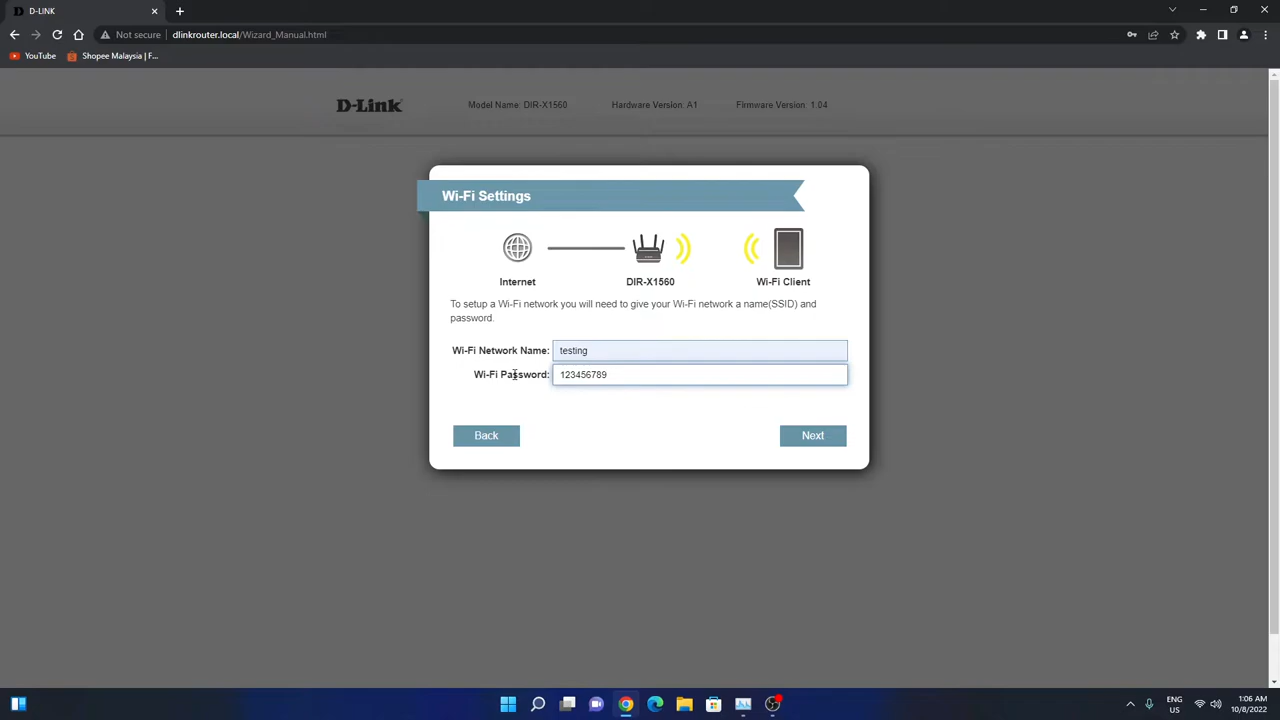 D-Link
Not secure dlinkrouter.local/Wizard_Manual.html
YouTube Shopee Malaysia | F...
D-Link Model Name: DIR-X1560 Hardware Version: A1 Firmware Version: 1.04
Wi-Fi Settings
Internet DIR-X1560 Wi-Fi Client
To setup a Wi-Fi network you will need to give your Wi-Fi network a name(SSID) and
password.
Wi-Fi Network Name: testing
Wi-Fi Password: 123456789
Back Next
ENG 1:06 AM
US 10/8/2022